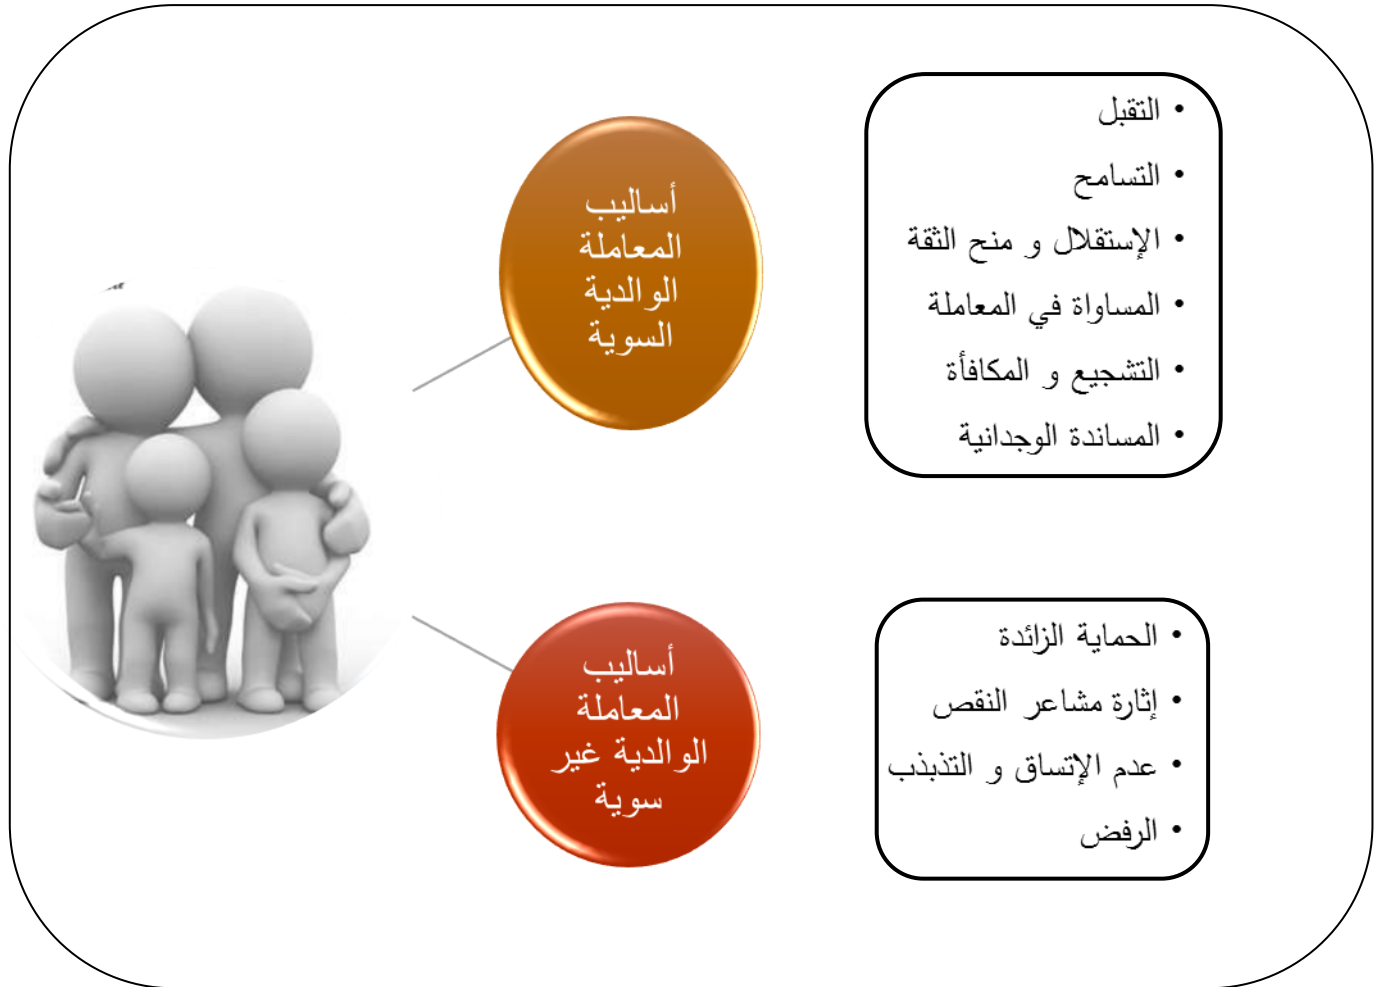 أساليب
المعاملة
الوالدية
السوية
• التقبل
• التسامح
• الإستقلال و منح الثقة
• المساواة في المعاملة
• التشجيع و المكافأة
• المساندة الوجدانية
أساليب
المعاملة
الوالدية غير
سوية
• الحماية الزائدة
• إثارة مشاعر النقص
• عدم الإتساق و التذبذب
• الرفض